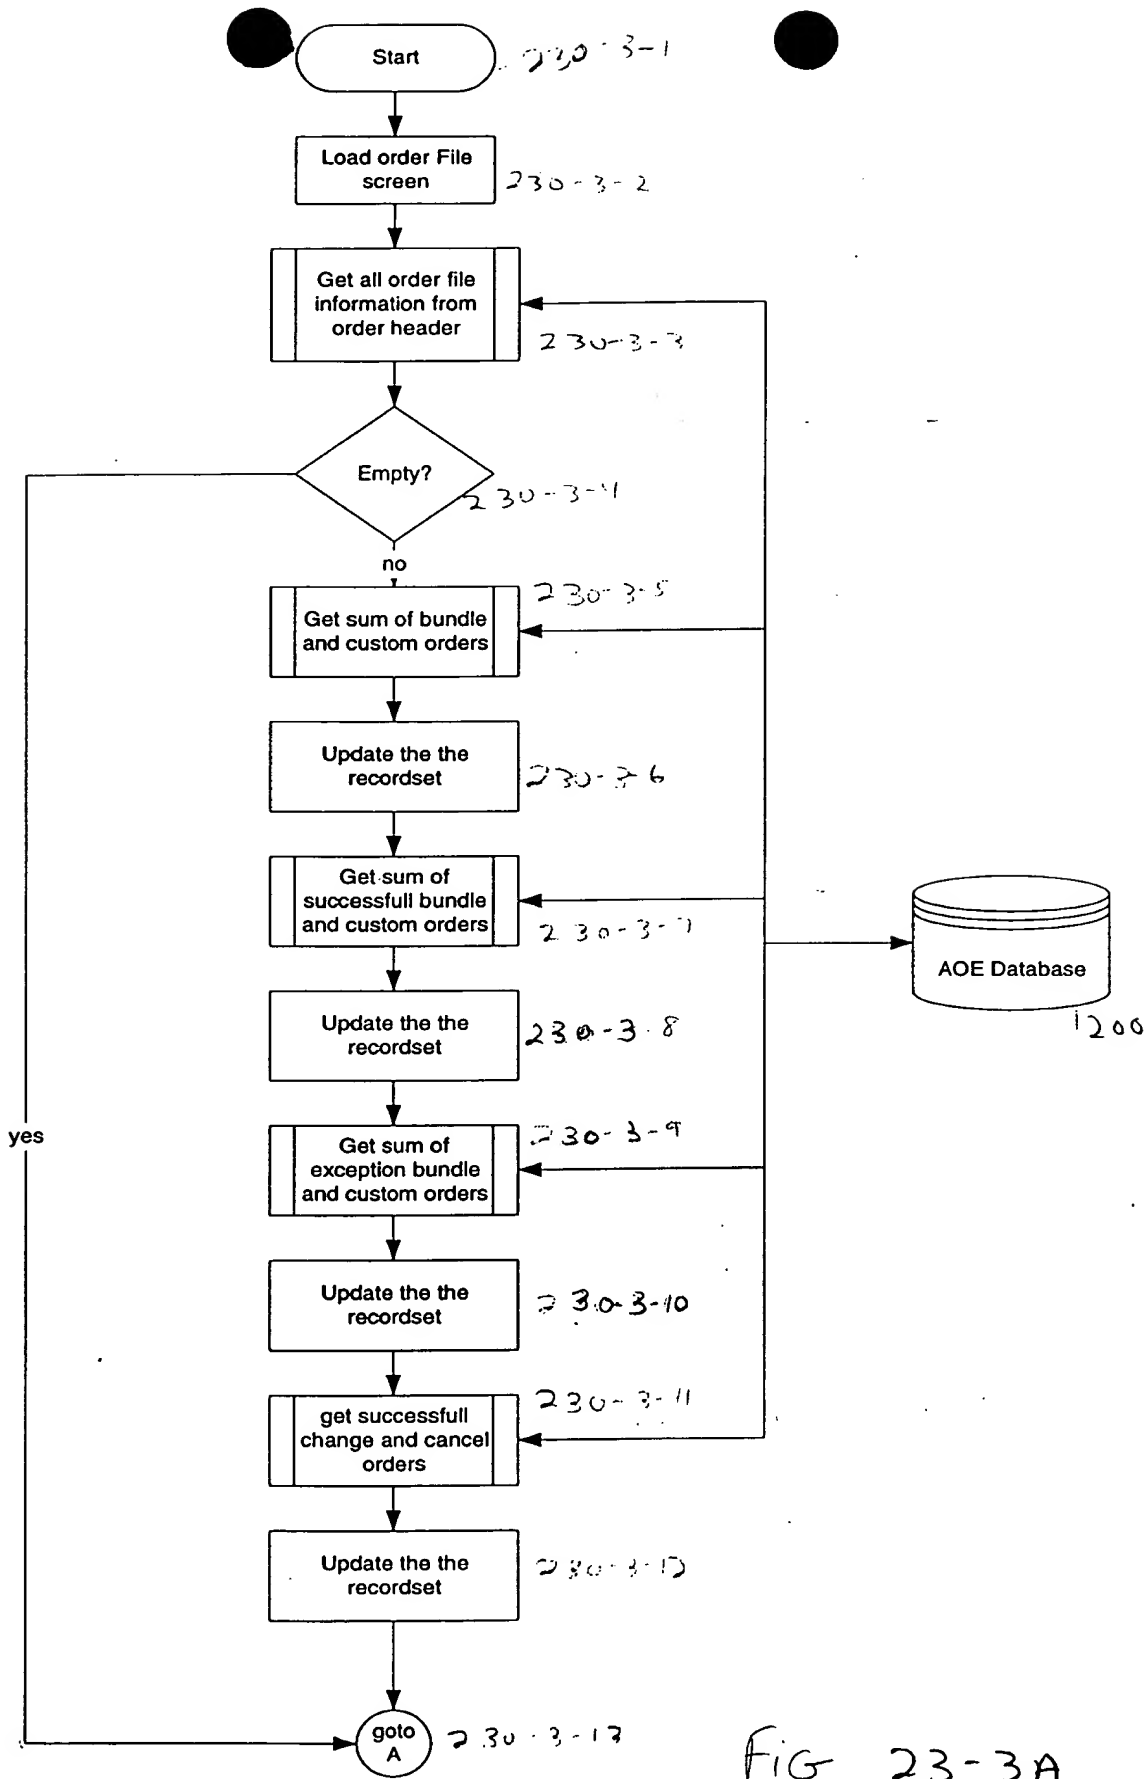 Start
230-3-1
Load order File
screen
230-3-2
Get all order file
information from
order header
230-3-3
Empty?
230-3-4
no
230-3-5
Get sum of bundle
and custom orders
Update the the
recordset
230-3-6
Get sum of
successfull bundle
and custom orders
230-3-7
AOE Database
1200
Update the the
recordset
230-3-8
yes
230-3-9
Get sum of
exception bundle
and custom orders
Update the the
recordset
230-3-10
230-3-11
get successfull
change and cancel
orders
Update the the
recordset
230-3-12
goto
A
230-3-13
FiG 23-3A